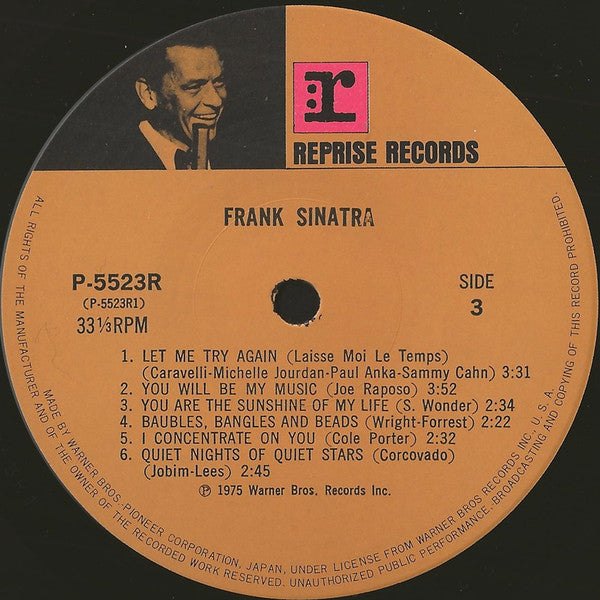 r
REPRISE RECORDS
FRANK SINATRA
P-5523R
(P-5523R1)
33⅓RPM
SIDE
3
1. LET ME TRY AGAIN (Laisse Moi Le Temps)
(Caravelli-Michelle Jourdan-Paul Anka-Sammy Cahn) 3:31
2. YOU WILL BE MY MUSIC (Joe Raposo) 3:52
3. YOU ARE THE SUNSHINE OF MY LIFE (S. Wonder) 2:34
4. BAUBLES, BANGLES AND BEADS (Wright-Forrest) 2:22
5. I CONCENTRATE ON YOU (Cole Porter) 2:32
6. QUIET NIGHTS OF QUIET STARS (Corcovado)
(Jobim-Lees) 2:45
℗ 1975 Warner Bros. Records Inc.
ALL RIGHTS OF THE MANUFACTURER AND OF THE OWNER OF THE RECORDED WORK RESERVED. UNAUTHORIZED PUBLIC PERFORMANCE, BROADCASTING AND COPYING OF THIS RECORD PROHIBITED.
MADE BY WARNER BROS.-PIONEER CORPORATION, JAPAN, UNDER LICENSE FROM WARNER BROS RECORDS INC. U. S. A.